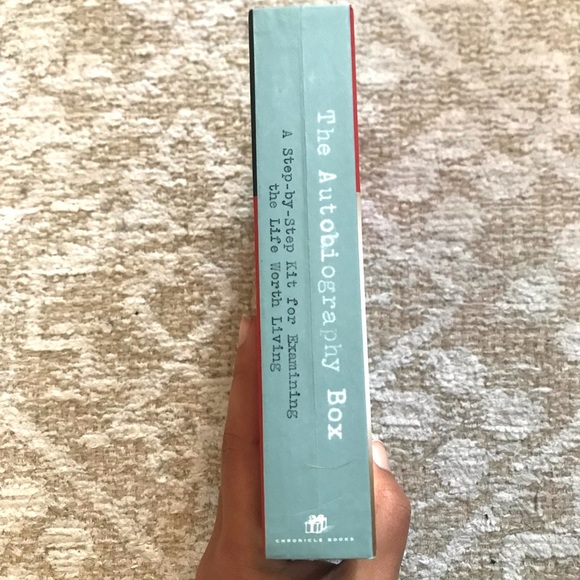 The Autobiography Box
A Step-by-Step Kit for Examining
the Life Worth Living
CHRONICLE BOOKS